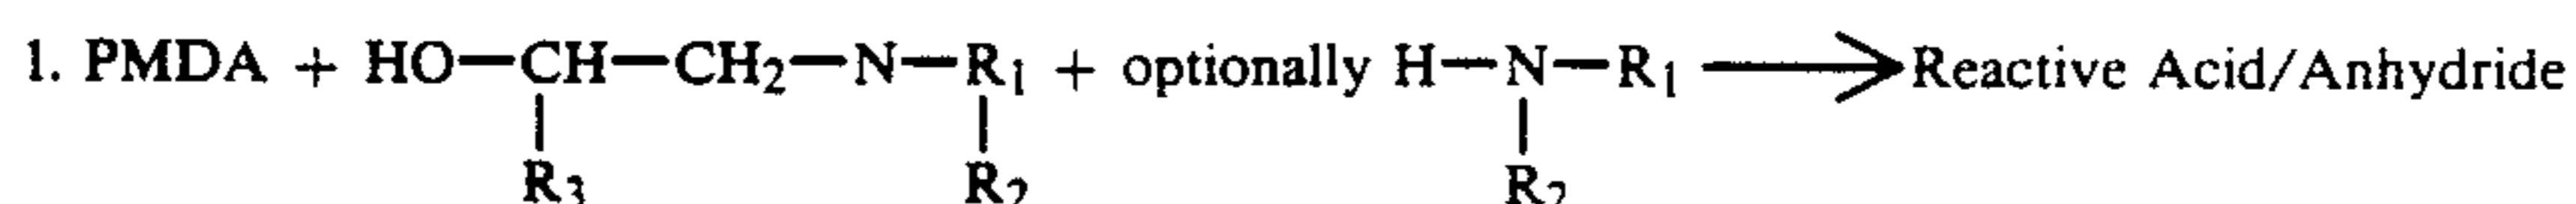 1. PMDA + HO—CH—CH₂—N—R₁ + optionally H—N—R₁ ⟶ Reactive Acid/Anhydride
R₃ R₂ R₂